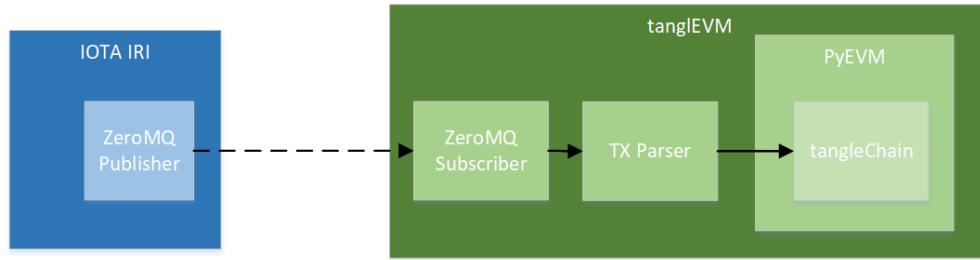 IOTA IRI
ZeroMQ
Publisher
tanglEVM
ZeroMQ
Subscriber
TX Parser
PyEVM
tangleChain